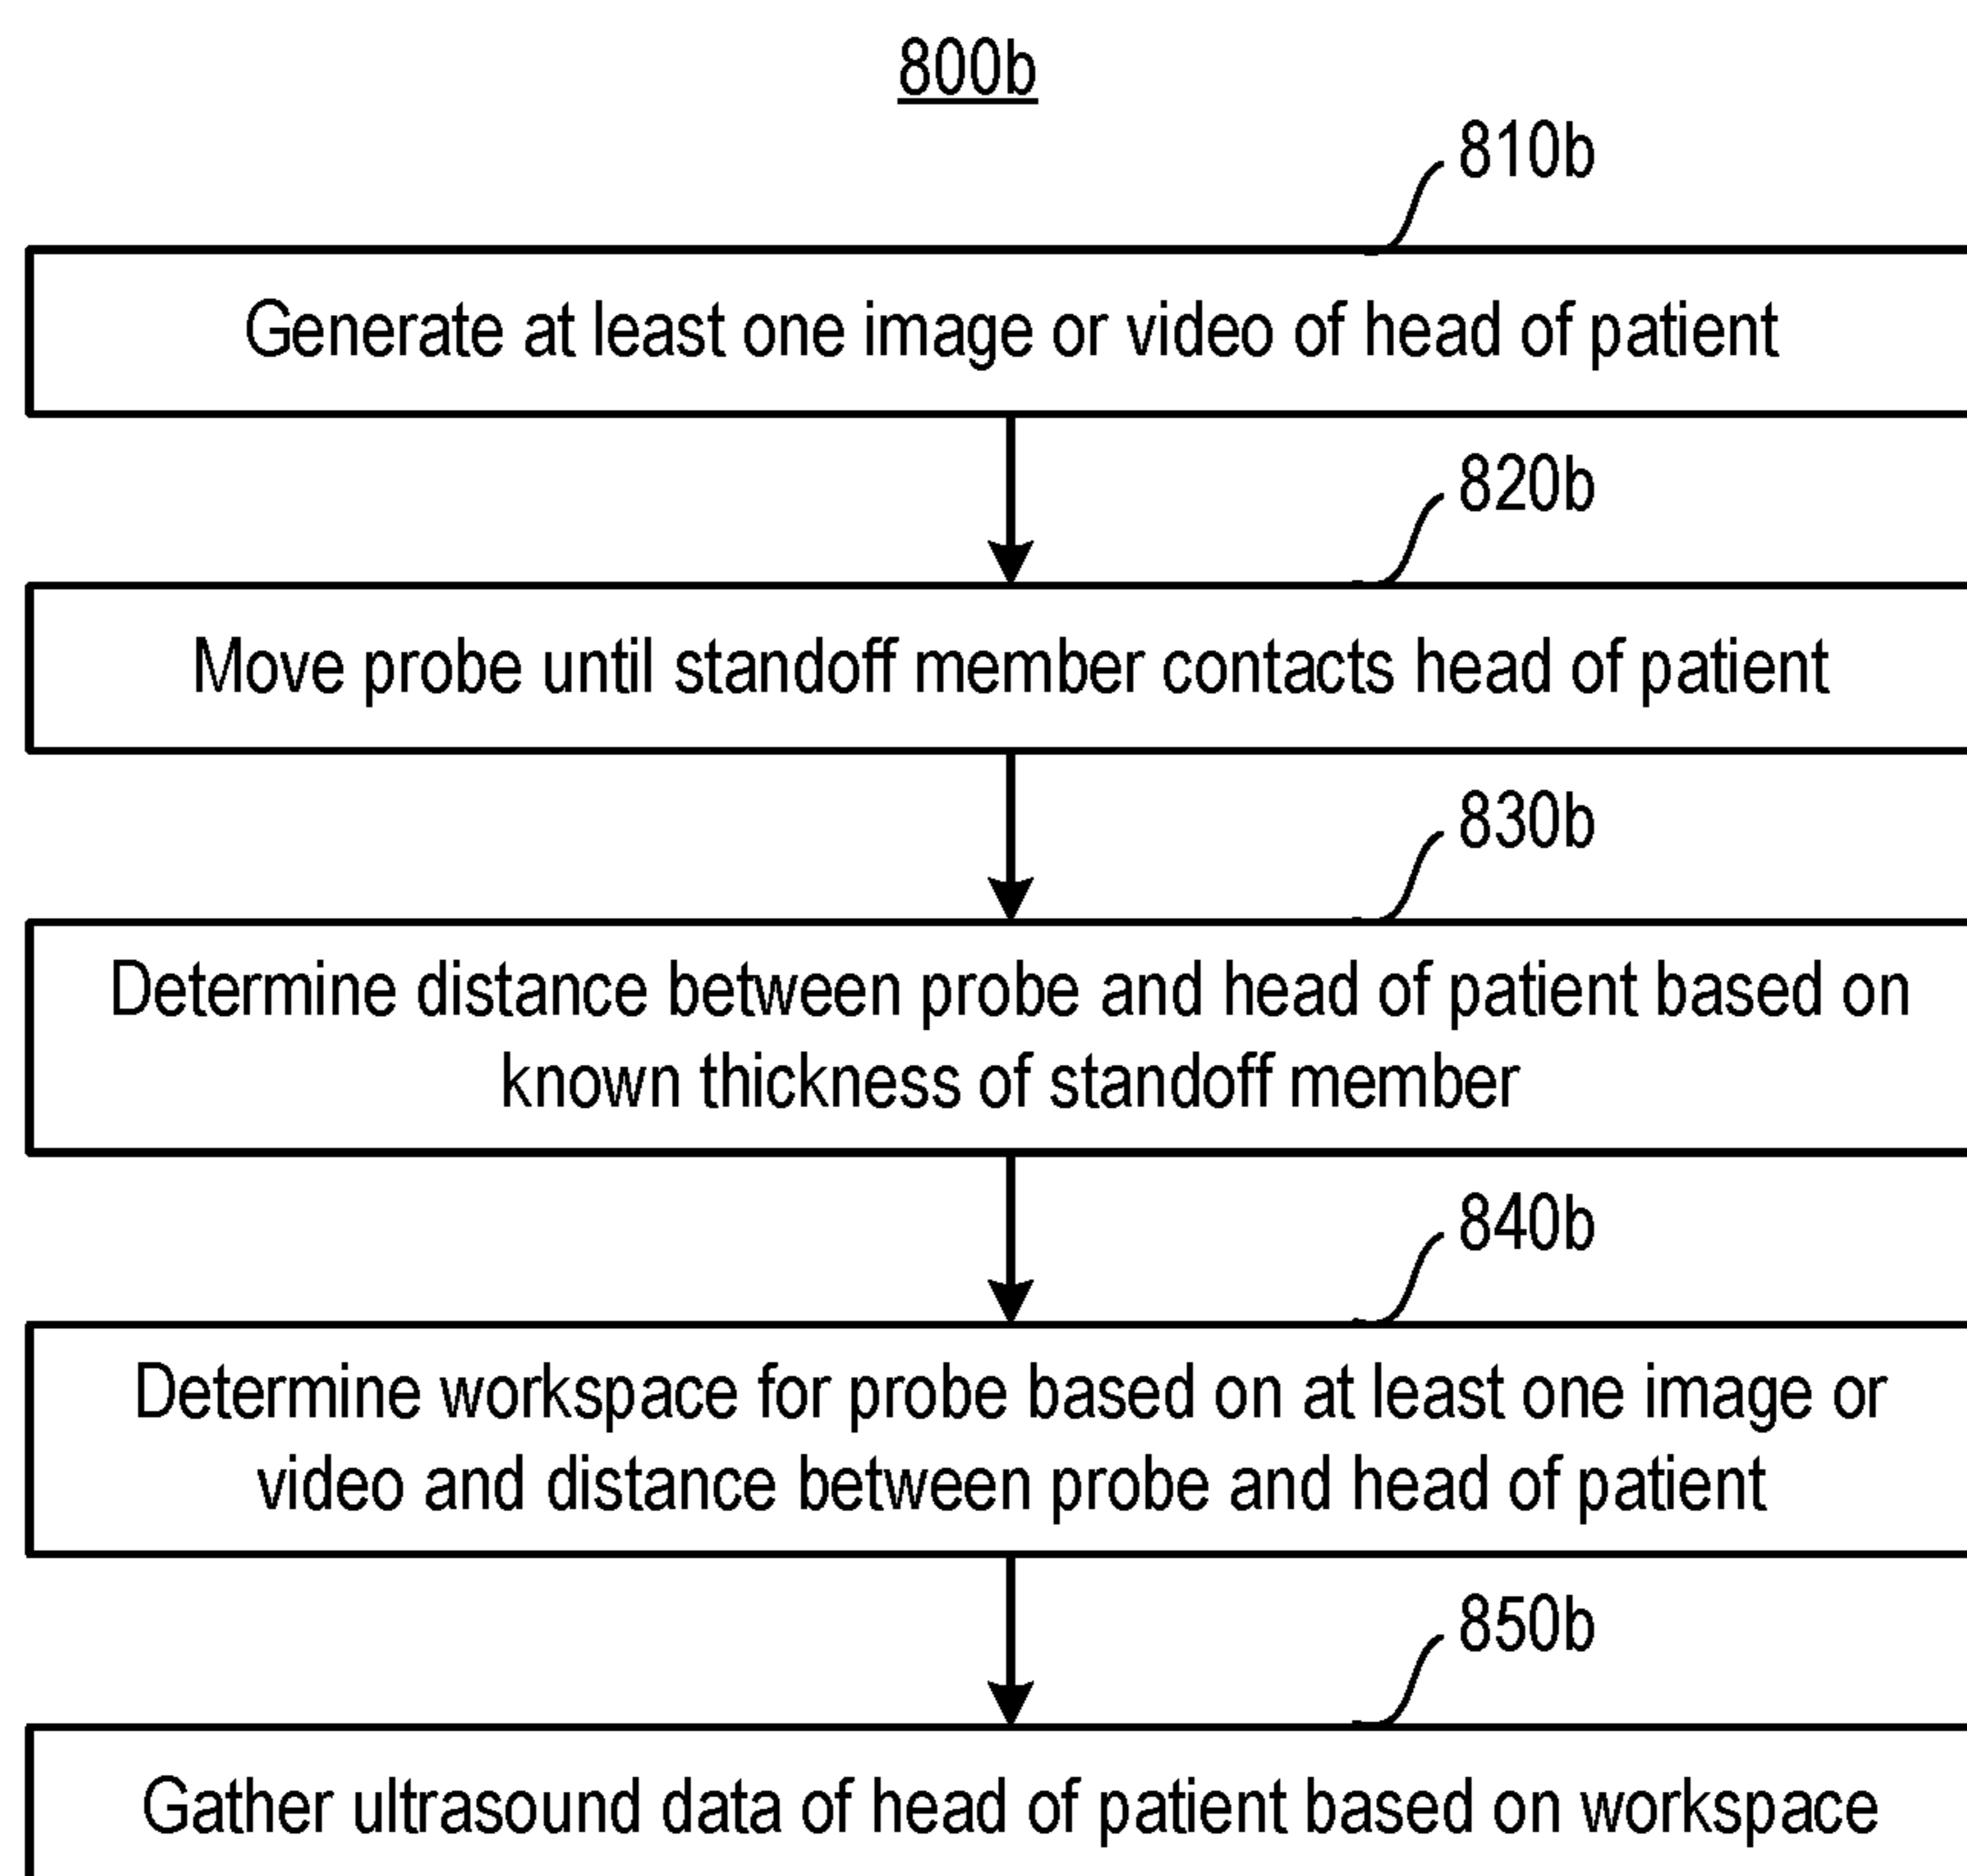 800b
810b
Generate at least one image or video of head of patient
820b
Move probe until standoff member contacts head of patient
830b
Determine distance between probe and head of patient based on
known thickness of standoff member
840b
Determine workspace for probe based on at least one image or
video and distance between probe and head of patient
850b
Gather ultrasound data of head of patient based on workspace